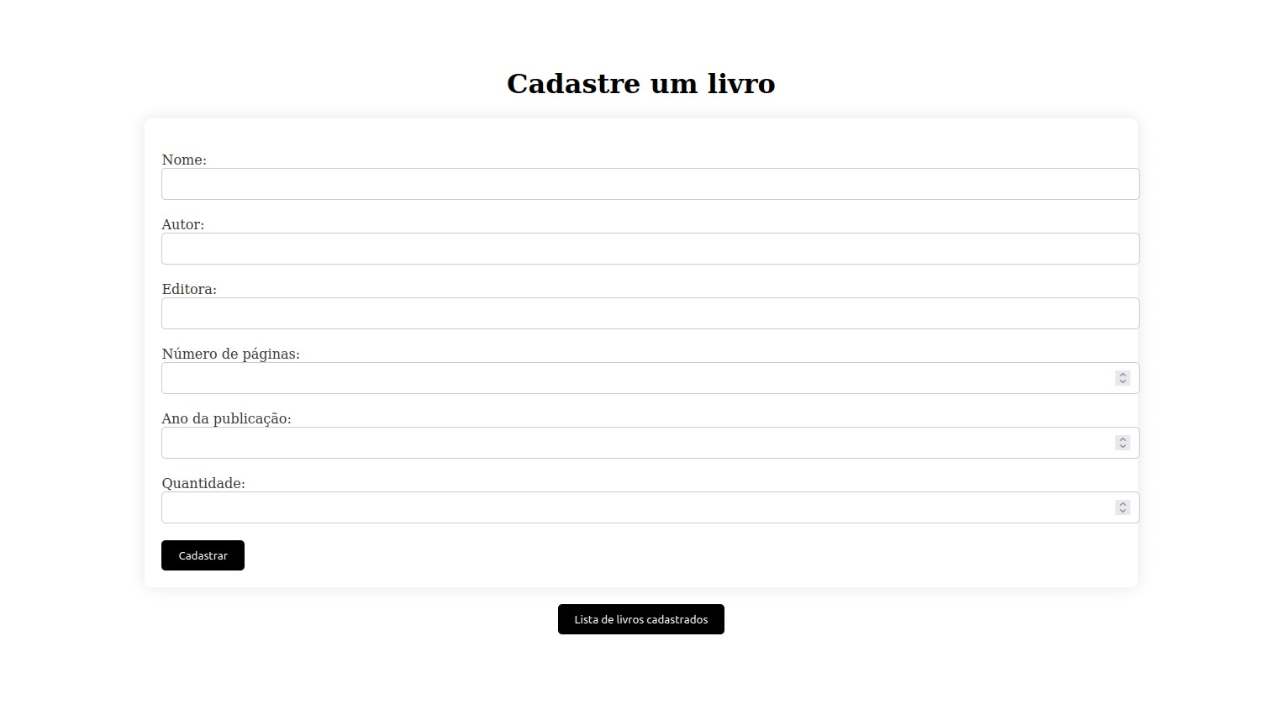 Cadastre um livro
Nome:
Autor:
Editora:
Número de páginas:
Ano da publicação:
Quantidade:
Cadastrar
Lista de livros cadastrados